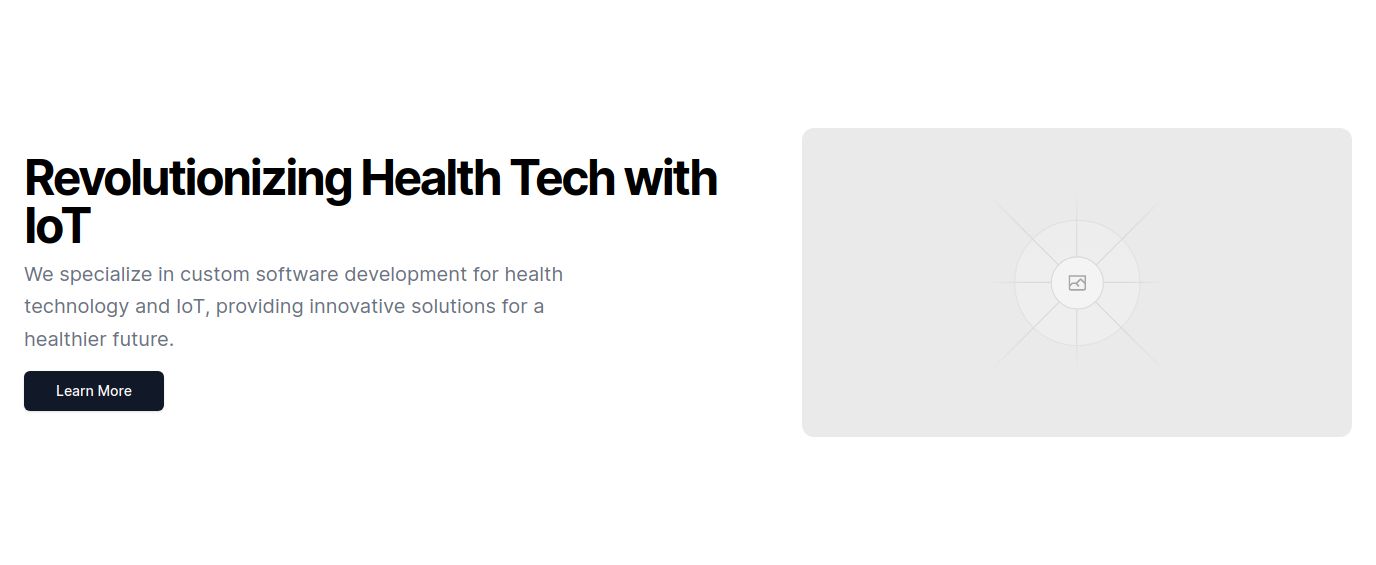 Revolutionizing Health Tech with
IoT
We specialize in custom software development for health
technology and IoT, providing innovative solutions for a
healthier future.
Learn More